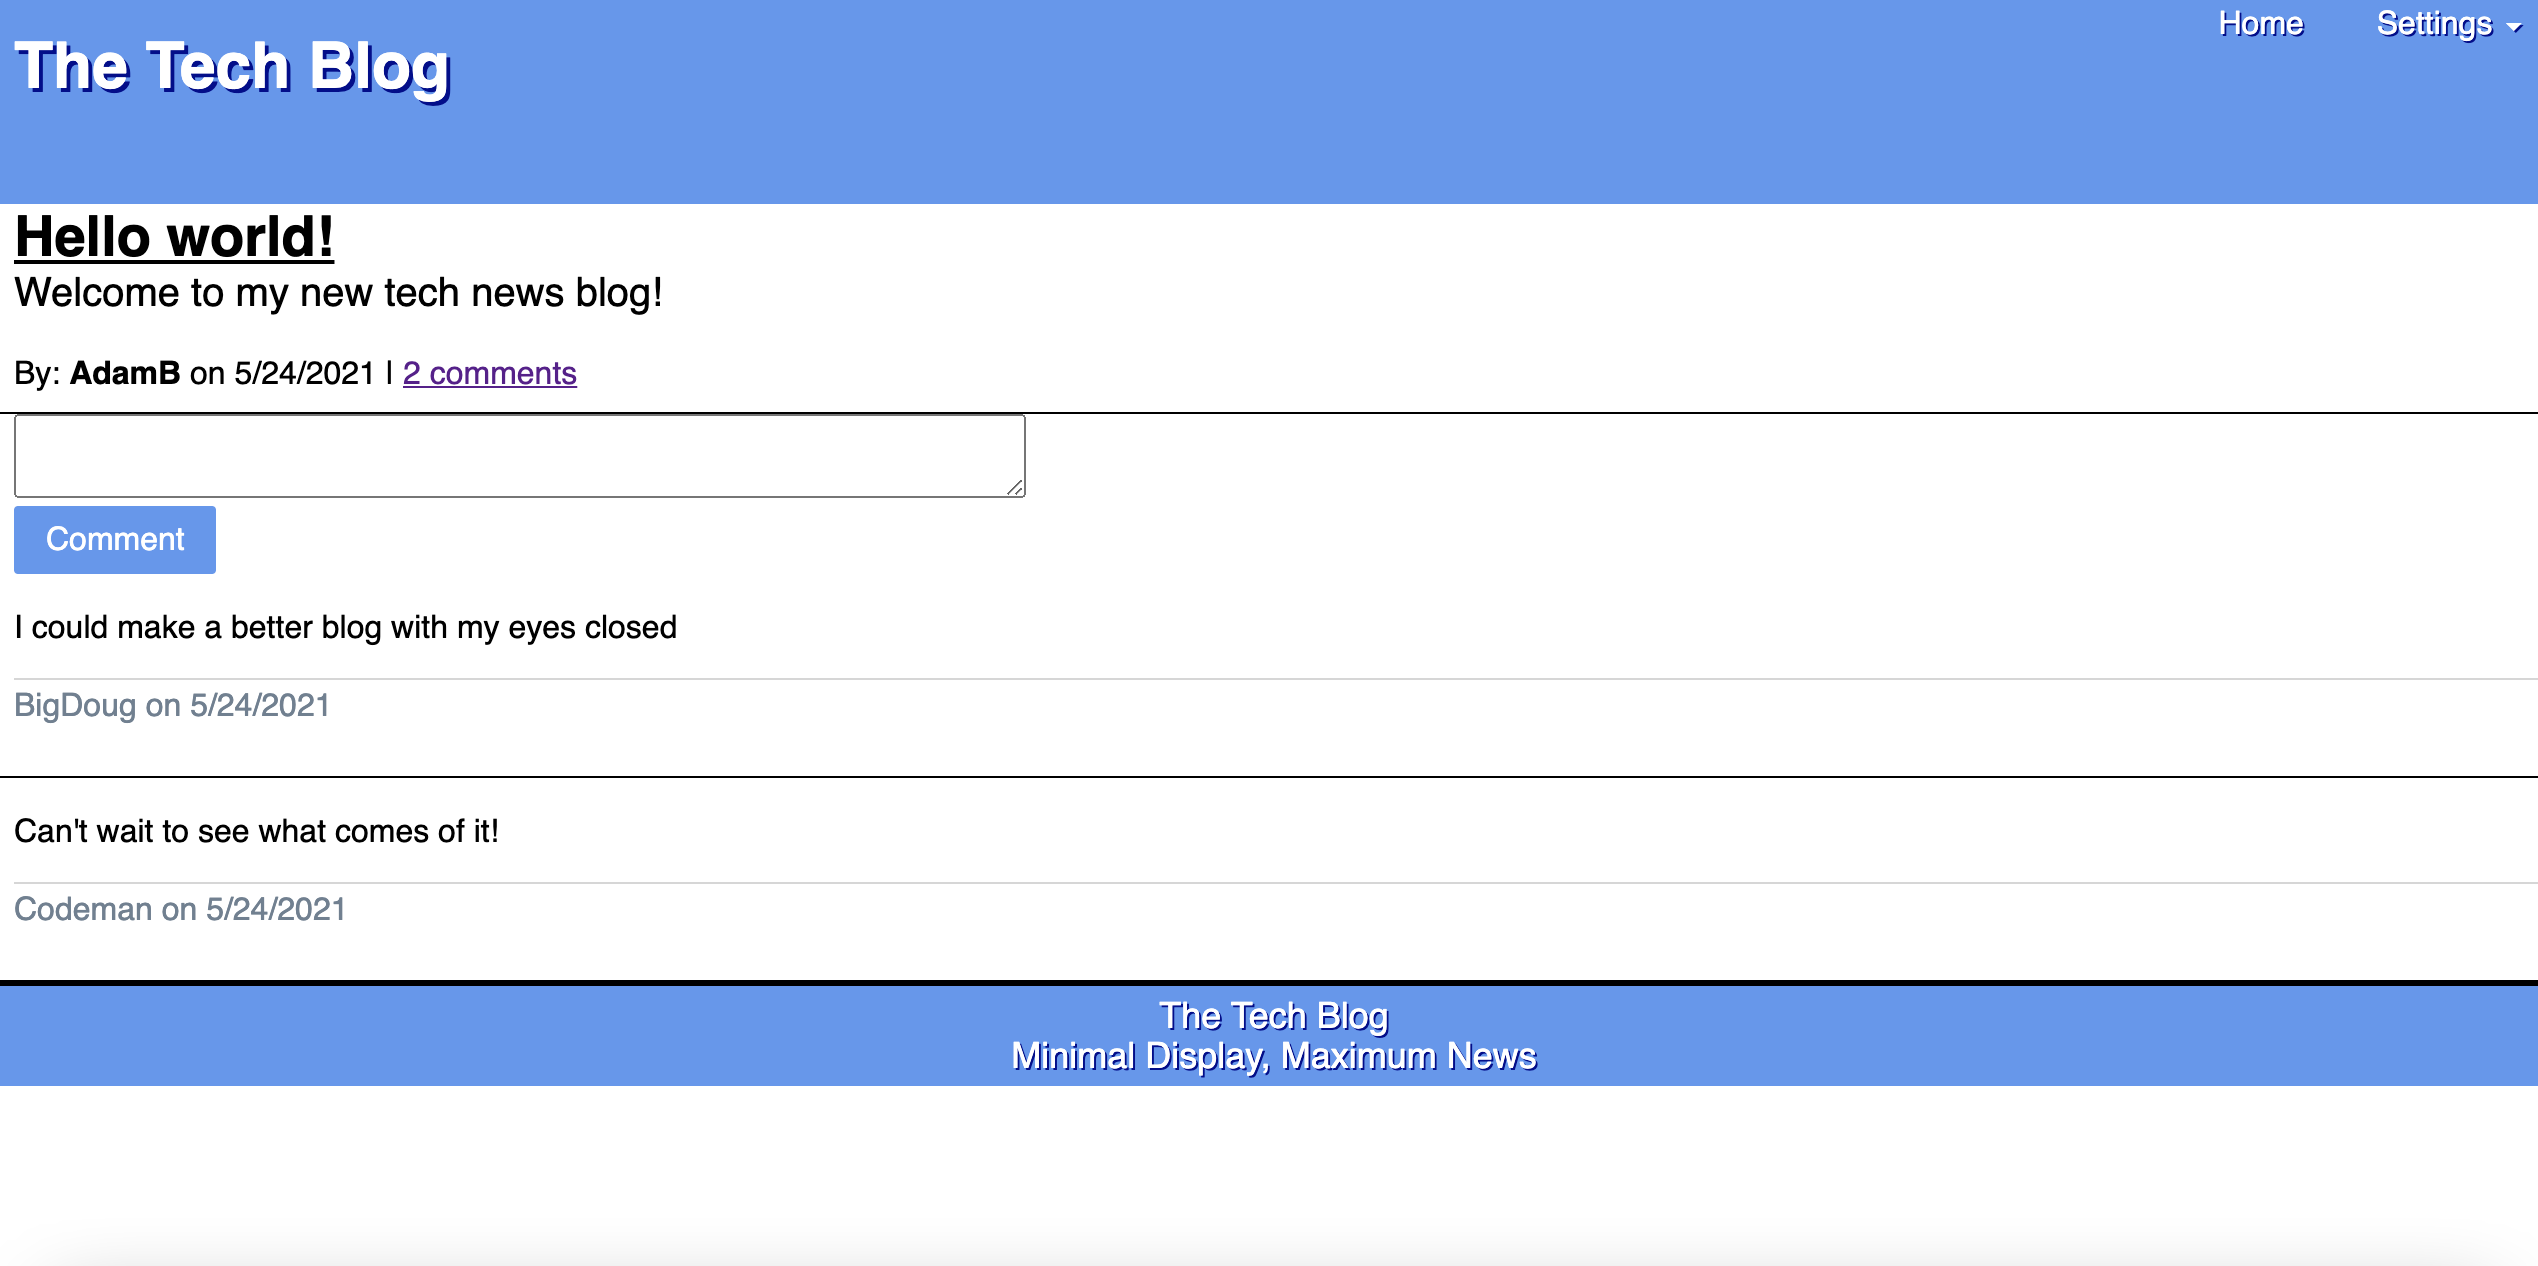 Home Settings
The Tech Blog
Hello world!
Welcome to my new tech news blog!
By: AdamB on 5/24/2021 | 2 comments
Comment
I could make a better blog with my eyes closed
BigDoug on 5/24/2021
Can't wait to see what comes of it!
Codeman on 5/24/2021
The Tech Blog
Minimal Display, Maximum News